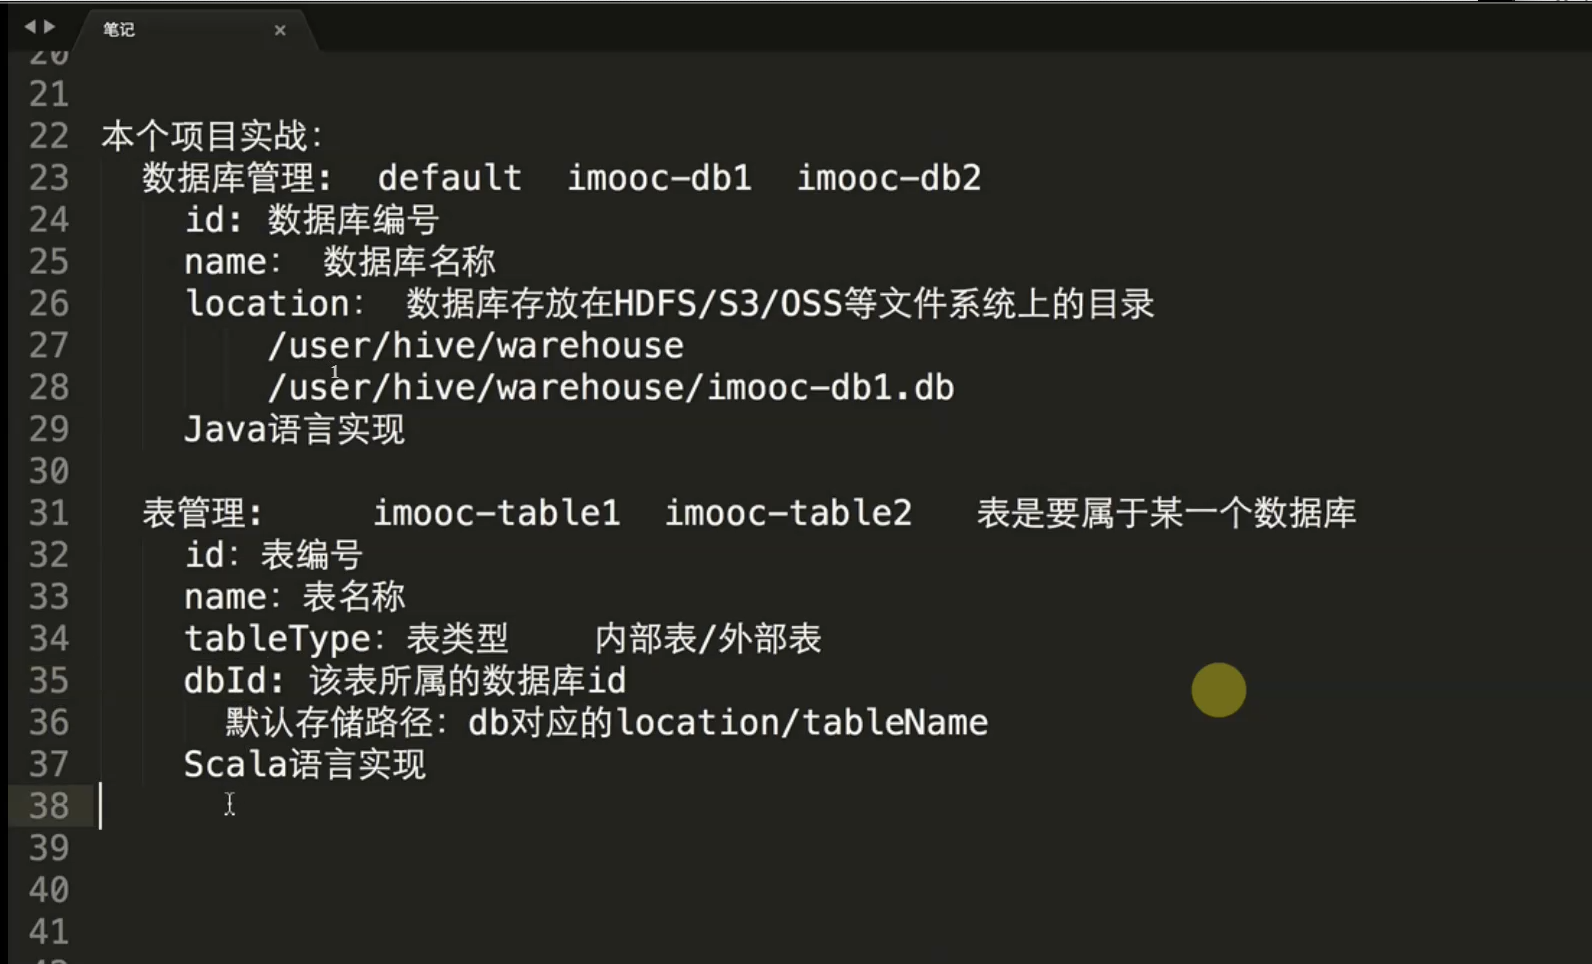 笔记 ×
20
21
22 本个项目实战：
23 数据库管理: default imooc-db1 imooc-db2
24 id: 数据库编号
25 name： 数据库名称
26 location： 数据库存放在HDFS/S3/OSS等文件系统上的目录
27 /user/hive/warehouse
1
28 /user/hive/warehouse/imooc-db1.db
29 Java语言实现
30
31 表管理: imooc-table1 imooc-table2 表是要属于某一个数据库
32 id：表编号
33 name：表名称
34 tableType：表类型 内部表/外部表
35 dbId: 该表所属的数据库id
36 默认存储路径：db对应的location/tableName
37 Scala语言实现
38
39
40
41